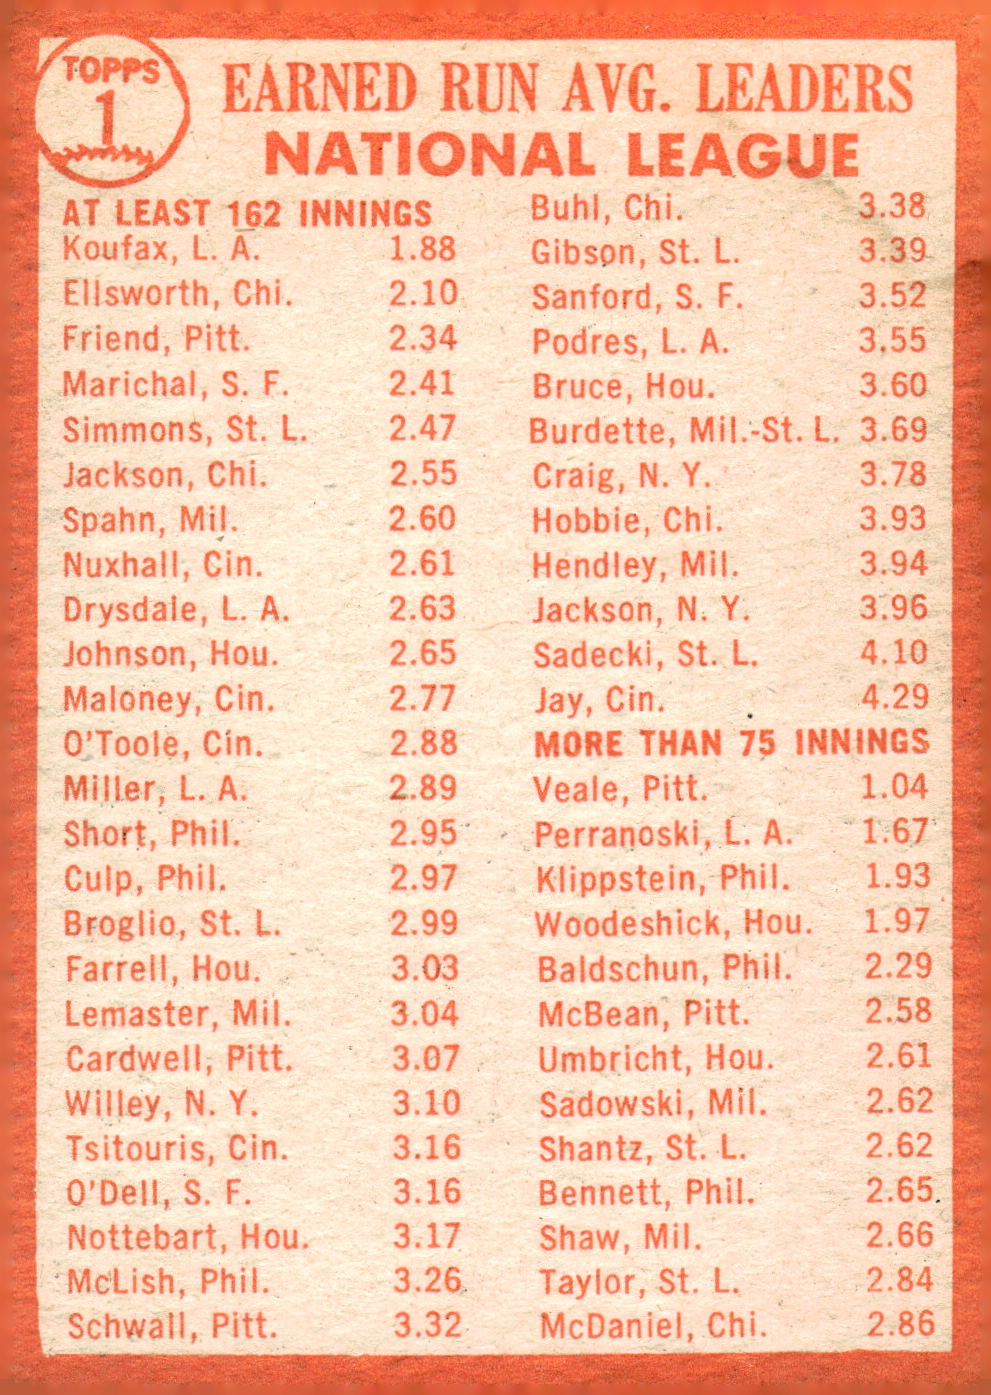 TOPPS
1
EARNED RUN AVG. LEADERS
NATIONAL LEAGUE
AT LEAST 162 INNINGS
Koufax, L. A. 1.88
Ellsworth, Chi. 2.10
Friend, Pitt. 2.34
Marichal, S. F. 2.41
Simmons, St. L. 2.47
Jackson, Chi. 2.55
Spahn, Mil. 2.60
Nuxhall, Cin. 2.61
Drysdale, L. A. 2.63
Johnson, Hou. 2.65
Maloney, Cin. 2.77
O'Toole, Cin. 2.88
Miller, L. A. 2.89
Short, Phil. 2.95
Culp, Phil. 2.97
Broglio, St. L. 2.99
Farrell, Hou. 3.03
Lemaster, Mil. 3.04
Cardwell, Pitt. 3.07
Willey, N. Y. 3.10
Tsitouris, Cin. 3.16
O'Dell, S. F. 3.16
Nottebart, Hou. 3.17
McLish, Phil. 3.26
Schwall, Pitt. 3.32
Buhl, Chi. 3.38
Gibson, St. L. 3.39
Sanford, S. F. 3.52
Podres, L. A. 3.55
Bruce, Hou. 3.60
Burdette, Mil.-St. L. 3.69
Craig, N. Y. 3.78
Hobbie, Chi. 3.93
Hendley, Mil. 3.94
Jackson, N. Y. 3.96
Sadecki, St. L. 4.10
Jay, Cin. 4.29
MORE THAN 75 INNINGS
Veale, Pitt. 1.04
Perranoski, L. A. 1.67
Klippstein, Phil. 1.93
Woodeshick, Hou. 1.97
Baldschun, Phil. 2.29
McBean, Pitt. 2.58
Umbricht, Hou. 2.61
Sadowski, Mil. 2.62
Shantz, St. L. 2.62
Bennett, Phil. 2.65
Shaw, Mil. 2.66
Taylor, St. L. 2.84
McDaniel, Chi. 2.86